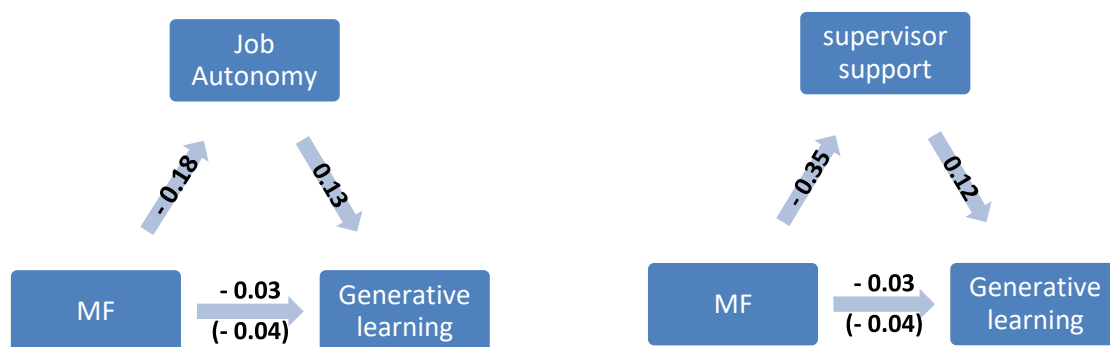 Job
Autonomy
- 0.18
0.13
MF
- 0.03
(- 0.04)
Generative
learning
supervisor
support
- 0.35
0.12
MF
- 0.03
(- 0.04)
Generative
learning